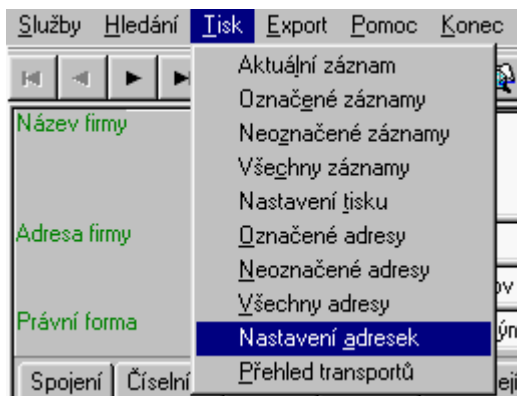 Služby Hledání Tisk Export Pomoc Konec
Aktuální záznam
Označené záznamy
Název firmy
Neoznačené záznamy
Všechny záznamy
Nastavení tisku
Adresa firmy
Označené adresy
Neoznačené adresy
Všechny adresy
Právní forma
Nastavení adresek
Přehled transportů
Spojení Číselní